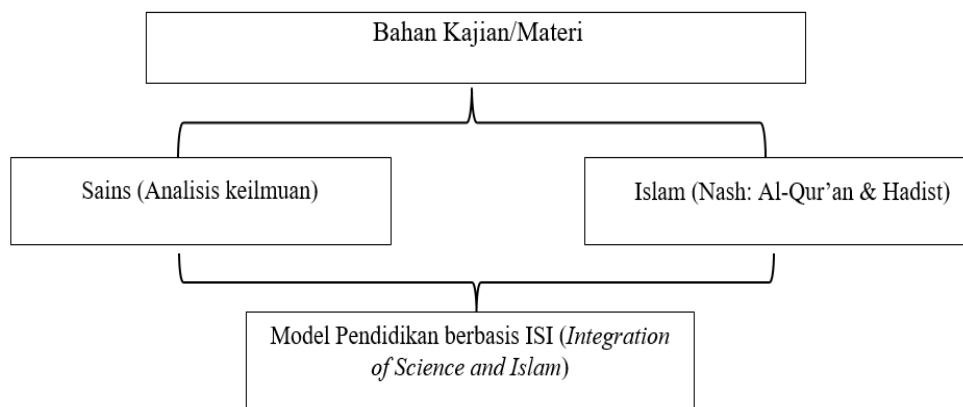 Bahan Kajian/Materi
Sains (Analisis keilmuan)
Islam (Nash: Al-Qur’an & Hadist)
Model Pendidikan berbasis ISI (Integration
of Science and Islam)